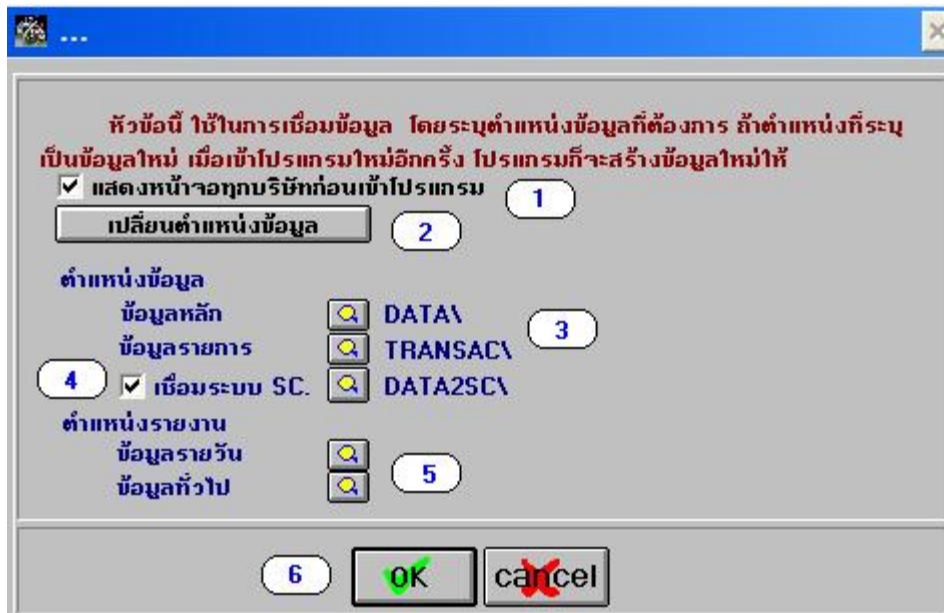 ...
หัวข้อนี้ ใช้ในการเชื่อมข้อมูล โดยระบุตำแหน่งข้อมูลที่ต้องการ ถ้าตำแหน่งที่ระบุ
เป็นข้อมูลใหม่ เมื่อเข้าโปรแกรมใหม่อีกครั้ง โปรแกรมก็จะสร้างข้อมูลใหม่ให้
แสดงหน้าจอทุกบริษัทก่อนเข้าโปรแกรม 1
เปลี่ยนตำแหน่งข้อมูล 2
ตำแหน่งข้อมูล
ข้อมูลหลัก DATA\
3
ข้อมูลรายการ TRANSAC\
4 เชื่อมระบบ SC. DATA2SC\
ตำแหน่งรายงาน
ข้อมูลรายวัน
5
ข้อมูลทั่วไป
6 OK cancel